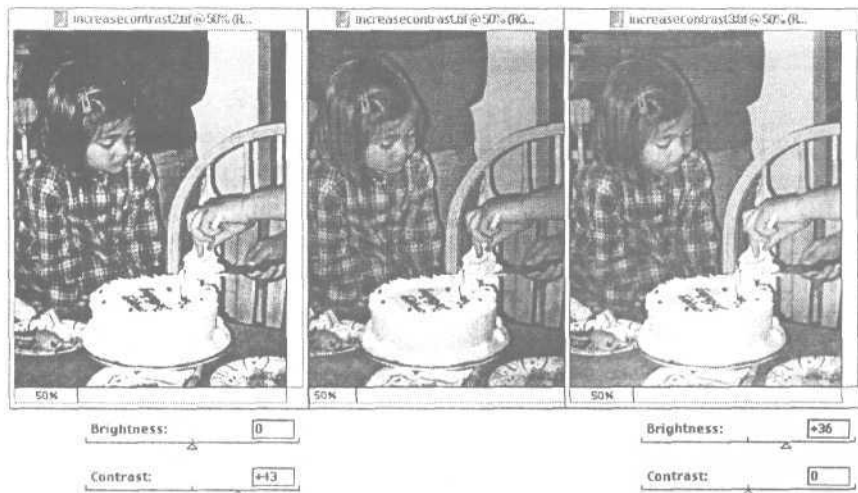 increasecontrast2.tif @ 50% (R...
increasecontrast.tif @ 50% (RG...
increasecontrast3.tif @ 50% (R...
50%
50%
50%
Brightness: 0
Contrast: +43
Brightness: +36
Contrast: 0